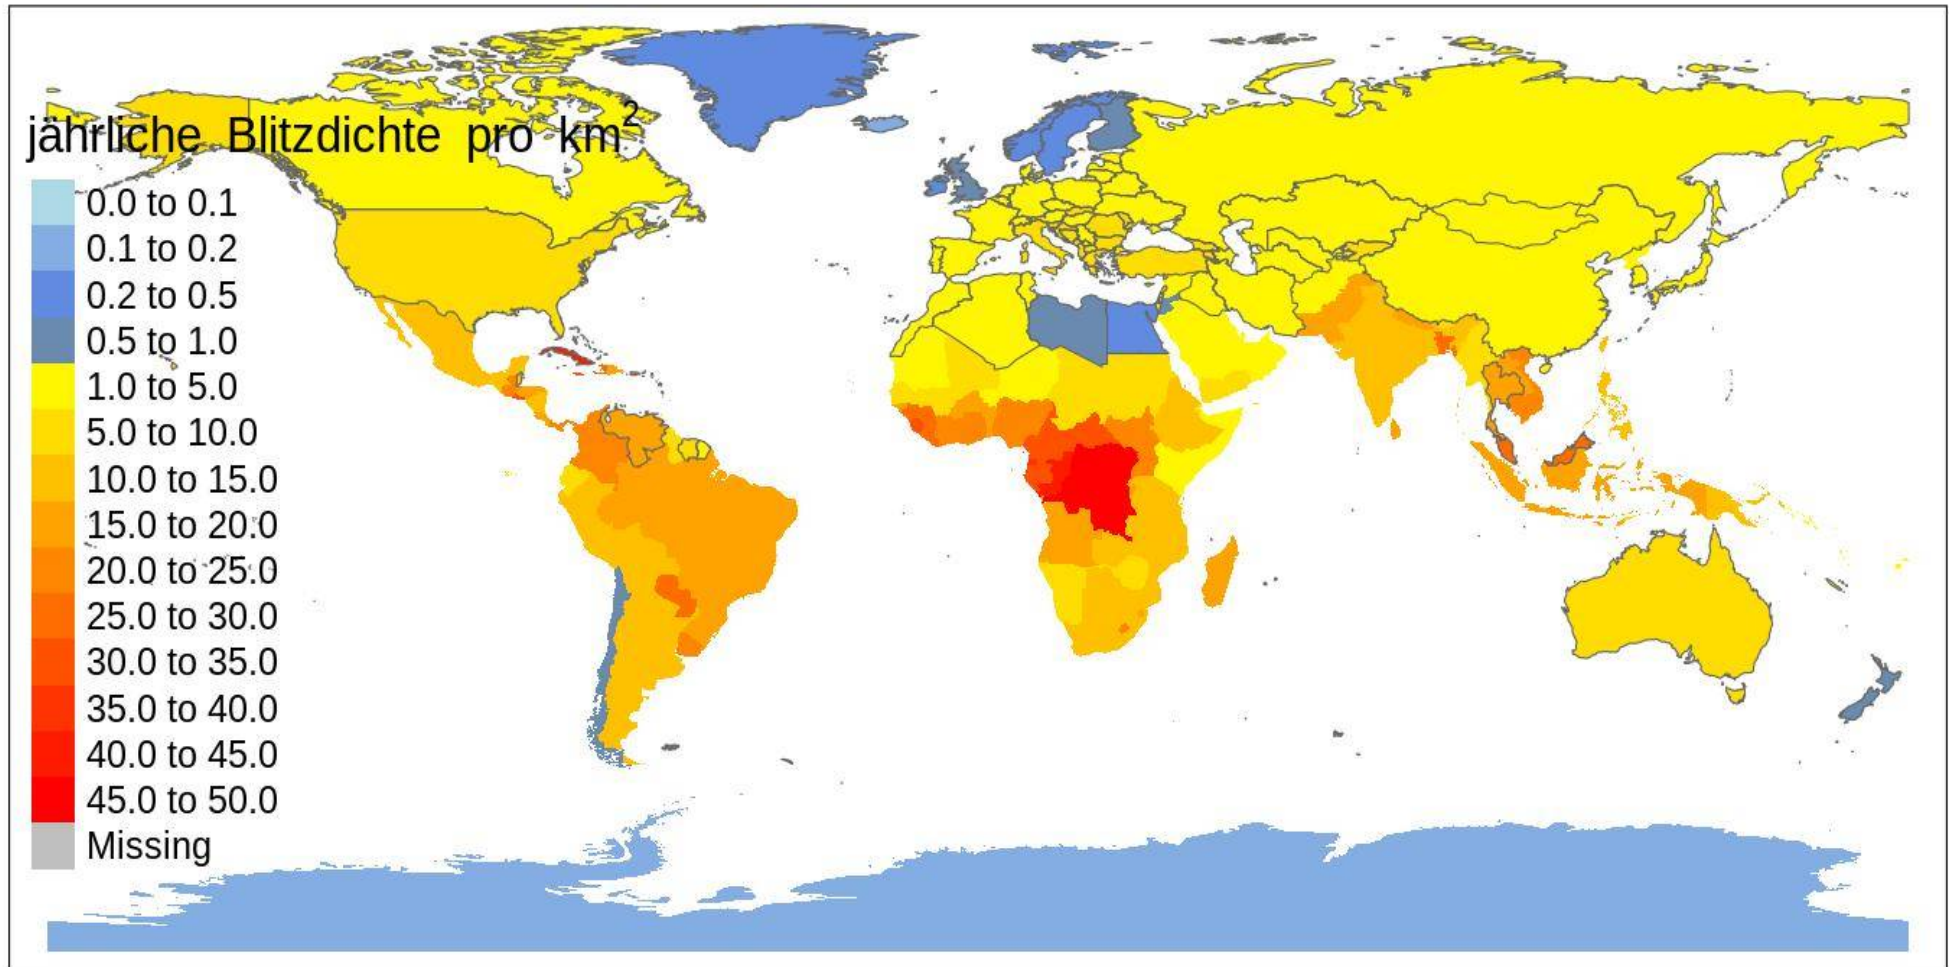 jährliche Blitzdichte pro km²
0.0 to 0.1
0.1 to 0.2
0.2 to 0.5
0.5 to 1.0
1.0 to 5.0
5.0 to 10.0
10.0 to 15.0
15.0 to 20.0
20.0 to 25.0
25.0 to 30.0
30.0 to 35.0
35.0 to 40.0
40.0 to 45.0
45.0 to 50.0
Missing